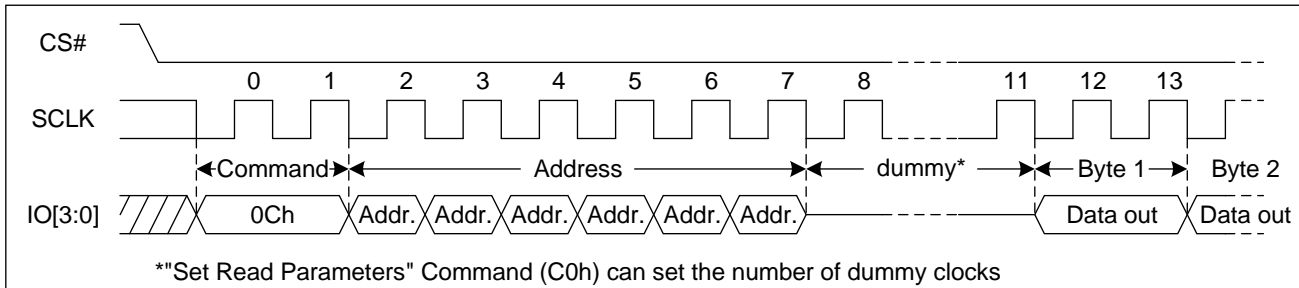 CS#
0 1 2 3 4 5 6 7 8 11 12 13
SCLK
Command Address dummy* Byte 1 Byte 2
IO[3:0] 0Ch Addr. Addr. Addr. Addr. Addr. Addr. Data out Data out
*"Set Read Parameters" Command (C0h) can set the number of dummy clocks